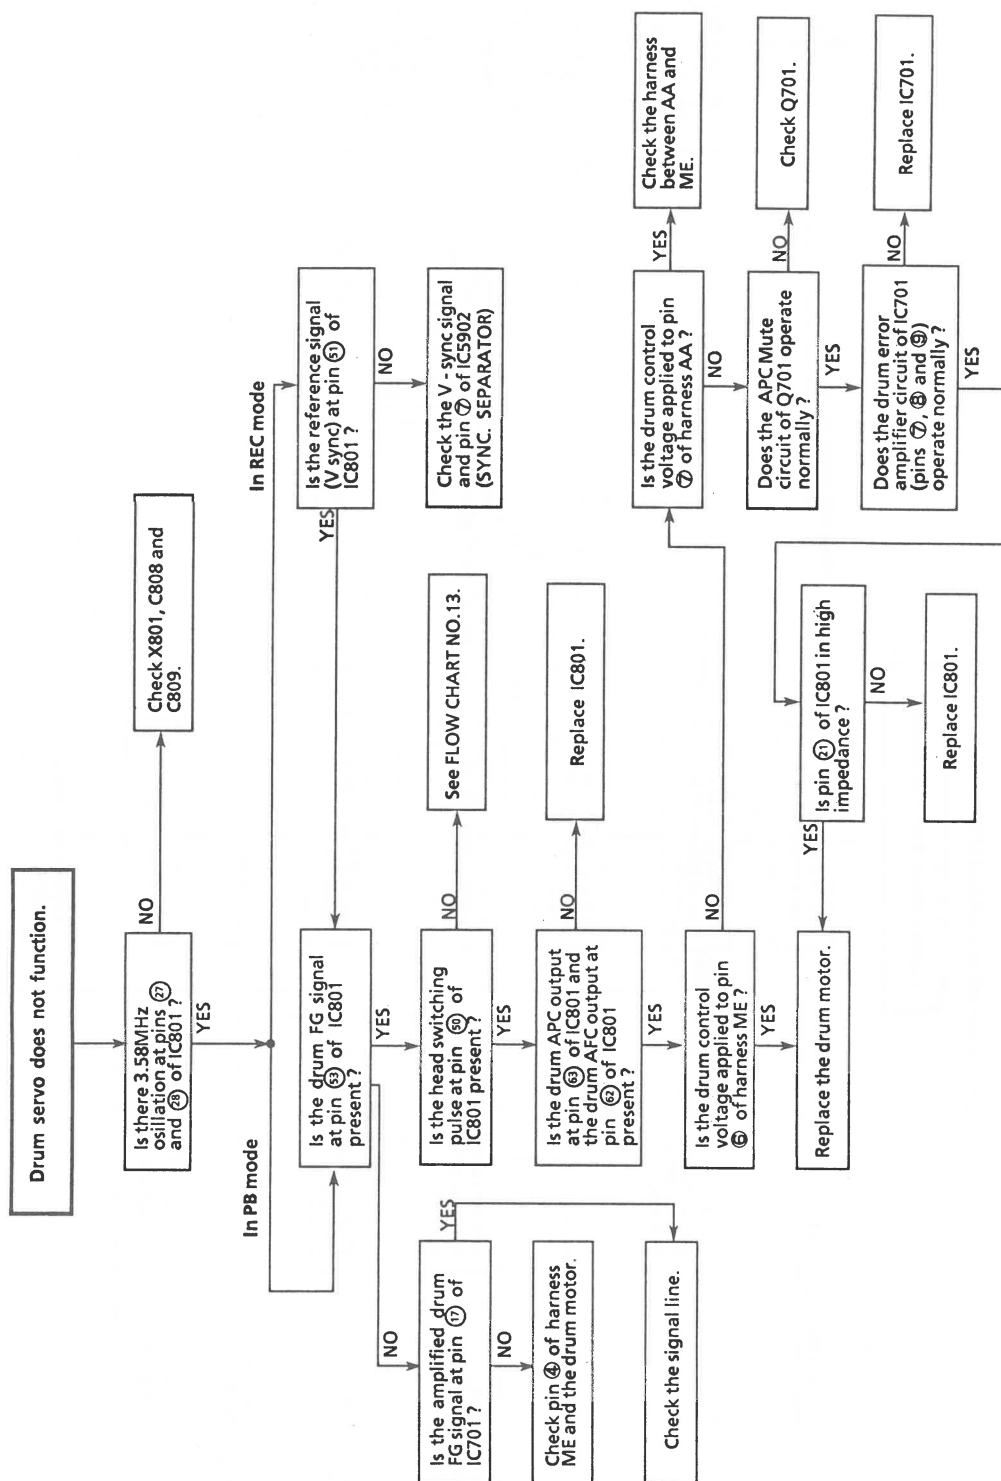 Drum servo does not function.
Is there 3.58MHz
osillation at pins ㉗
and ㉘ of IC801 ?
NO
Check X801, C808 and
C809.
YES
In PB mode
In REC mode
Is the reference signal
(V sync) at pin �51 of
IC801 ?
YES
NO
Check the V - sync signal
and pin ⑦ of IC5902
(SYNC. SEPARATOR)
Is the drum FG signal
at pin ㊾53 of IC801
present ?
NO
YES
Is the amplified drum
FG signal at pin ⑰ of
IC701 ?
YES
NO
Check pin ④ of harness
ME and the drum motor.
Check the signal line.
Is the head switching
pulse at pin ㊿ of
IC801 present ?
NO
See FLOW CHART NO.13.
YES
Is the drum APC output
at pin 63 of IC801 and
the drum AFC output at
pin 62 of IC801
present ?
NO
Replace IC801.
YES
Is the drum control
voltage applied to pin
⑥ of harness ME ?
NO
YES
Replace the drum motor.
Is the drum control
voltage applied to pin
⑦ of harness AA ?
YES
Check the harness
between AA and
ME.
NO
Does the APC Mute
circuit of Q701 operate
normally ?
NO
Check Q701.
YES
Does the drum error
amplifier circuit of IC701
(pins ⑦, ⑧ and ⑨)
operate normally ?
NO
Replace IC701.
YES
Is pin ㉑ of IC801 in high
impedance ?
YES
NO
Replace IC801.